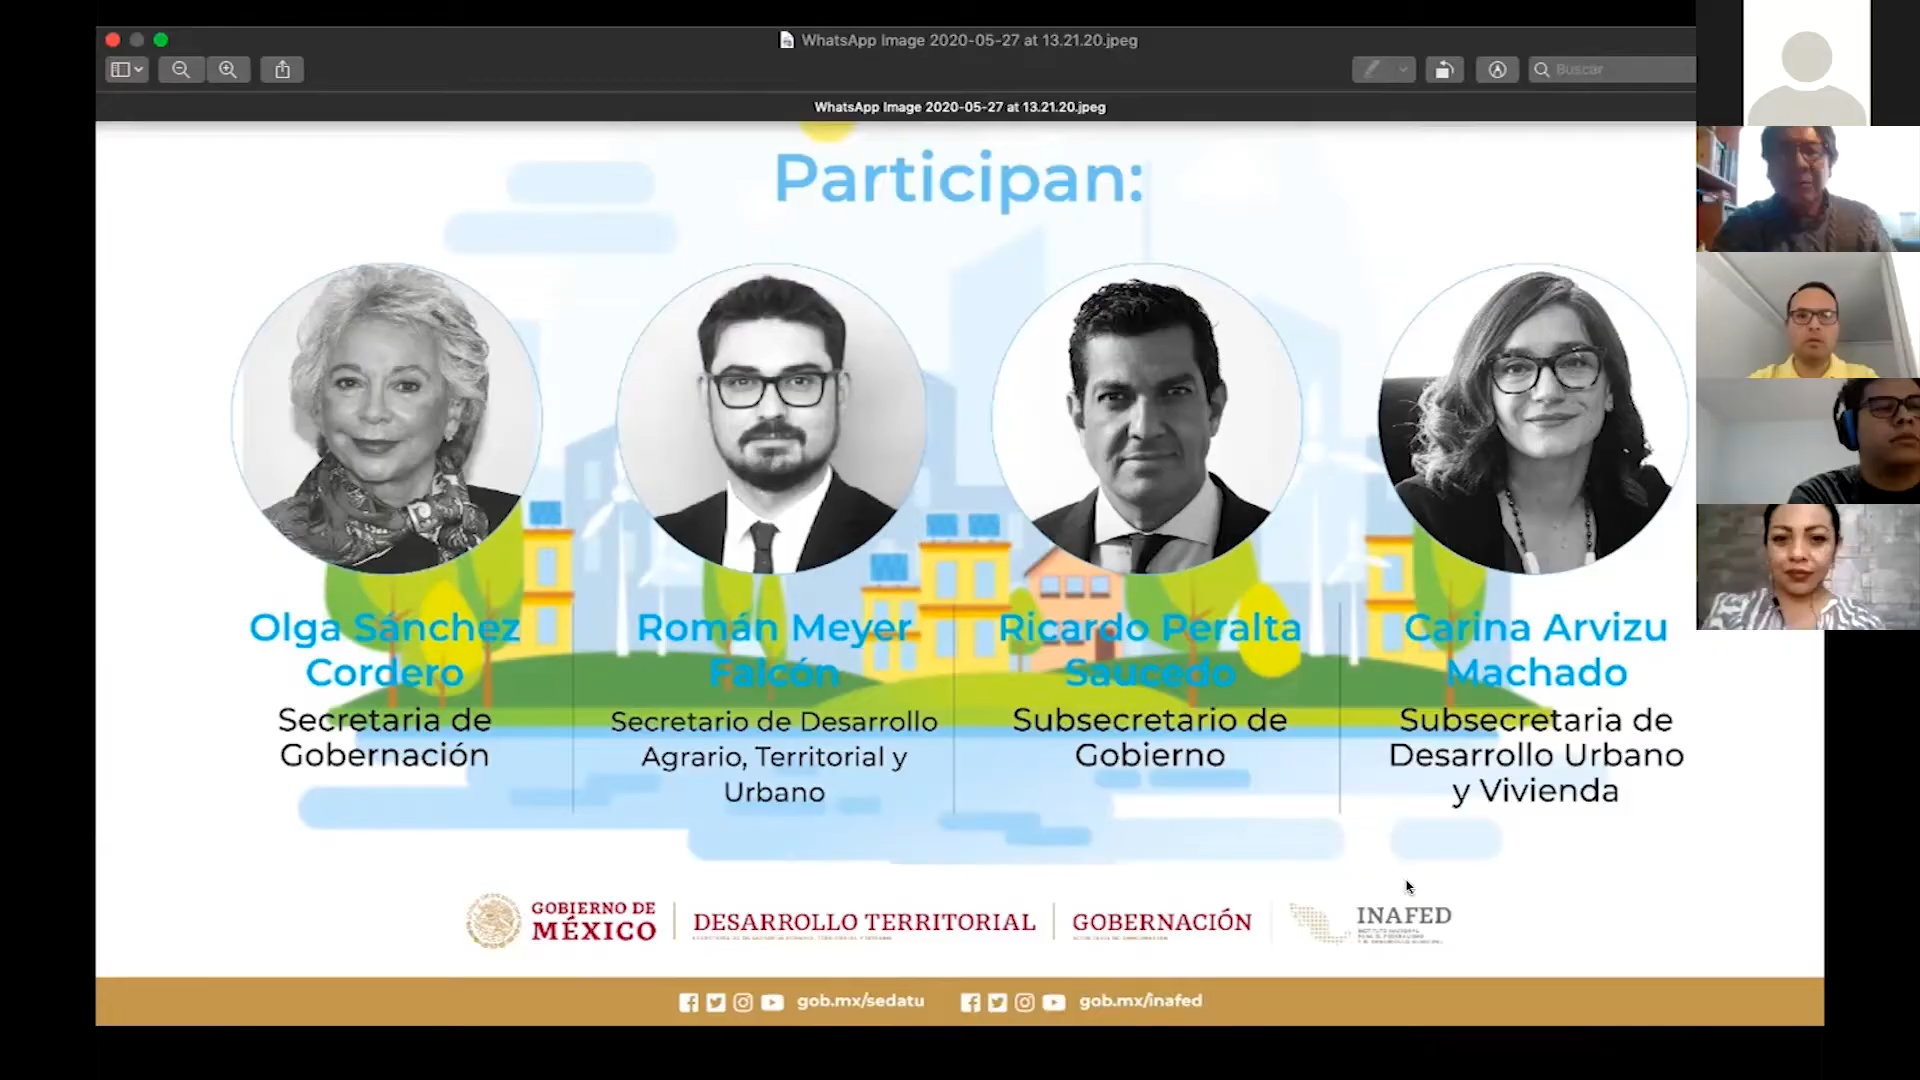 WhatsApp Image 2020-05-27 at 13.21.20.jpeg
Buscar
WhatsApp Image 2020-05-27 at 13.21.20.jpeg
Participan:
Olga Sánchez
Cordero
Secretaria de
Gobernación
Román Meyer
Falcón
Secretario de Desarrollo
Agrario, Territorial y
Urbano
Ricardo Peralta
Saucedo
Subsecretario de
Gobierno
Carina Arvizu
Machado
Subsecretaria de
Desarrollo Urbano
y Vivienda
GOBIERNO DE
MÉXICO
DESARROLLO TERRITORIAL
GOBERNACIÓN
INAFED
gob.mx/sedatu
gob.mx/inafed